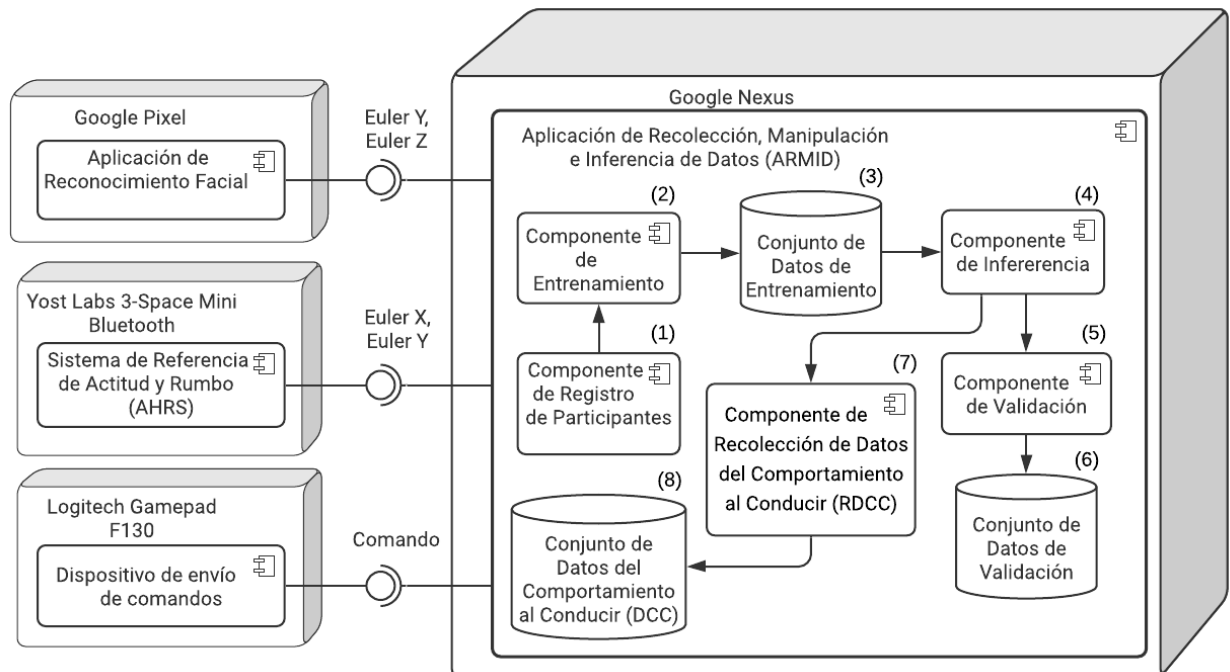 Google Pixel
Aplicación de
Reconocimiento Facial
Euler Y,
Euler Z
Yost Labs 3-Space Mini
Bluetooth
Sistema de Referencia
de Actitud y Rumbo
(AHRS)
Euler X,
Euler Y
Logitech Gamepad
F130
Dispositivo de envío
de comandos
Comando
Google Nexus
Aplicación de Recolección, Manipulación
e Inferencia de Datos (ARMID)
(1)
Componente
de Registro
de Participantes
(2)
Componente
de
Entrenamiento
(3)
Conjunto de
Datos de
Entrenamiento
(4)
Componente
de Infererencia
(5)
Componente
de Validación
(6)
Conjunto de
Datos de
Validación
(7)
Componente de
Recolección de Datos
del Comportamiento
al Conducir (RDCC)
(8)
Conjunto de
Datos del
Comportamiento
al Conducir (DCC)